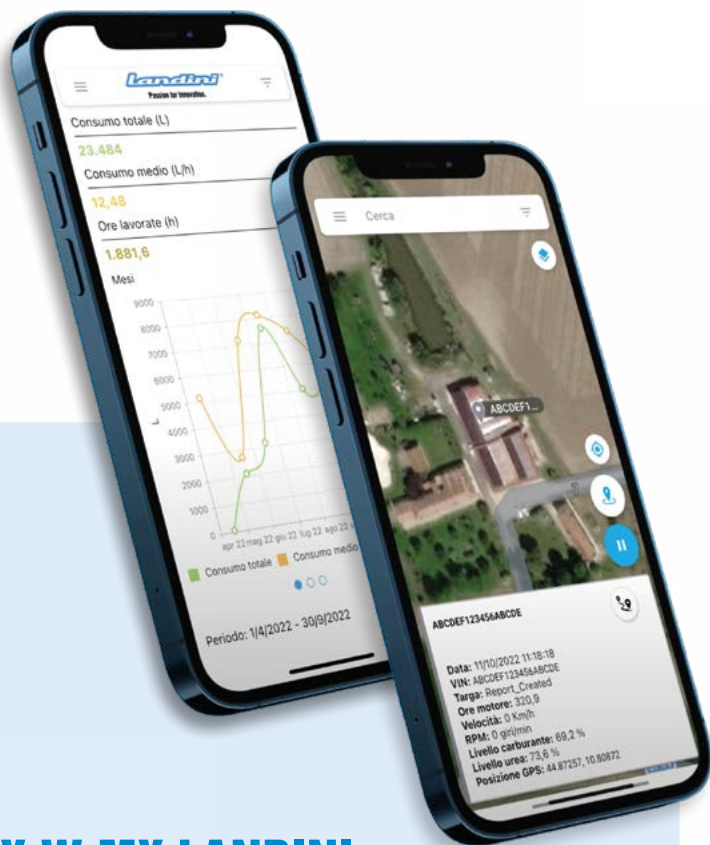 Landini
Passion for Innovation.
Consumo totale (L)
23.484
Consumo medio (L/h)
12,48
Ore lavorate (h)
1.881,6
Mesi
9000
8000
7000
6000
5000
4000
3000
2000
1000
0
L
apr 22 mag 22 giu 22 lug 22 ago 22
Consumo totale Consumo medio
Periodo: 1/4/2022 - 30/9/2022
Cerca
ABCDEF1...
ABCDEF123456ABCDE
Data: 11/10/2022 11:18:18
VIN: ABCDEF123456ABCDE
Targa: Report_Created
Ore motore: 320,9
Velocità: 0 Km/h
RPM: 0 giri/min
Livello carburante: 69,2 %
Livello urea: 73,6 %
Posizione GPS: 44.87257, 10.80872
MY LANDINI